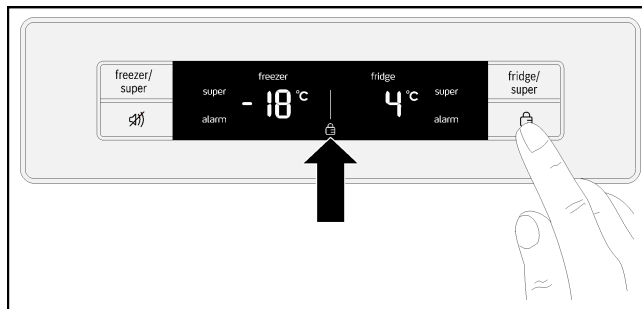 freezer/
super
freezer
fridge
super
-18 °C
4 °C
super
alarm
alarm
fridge/
super